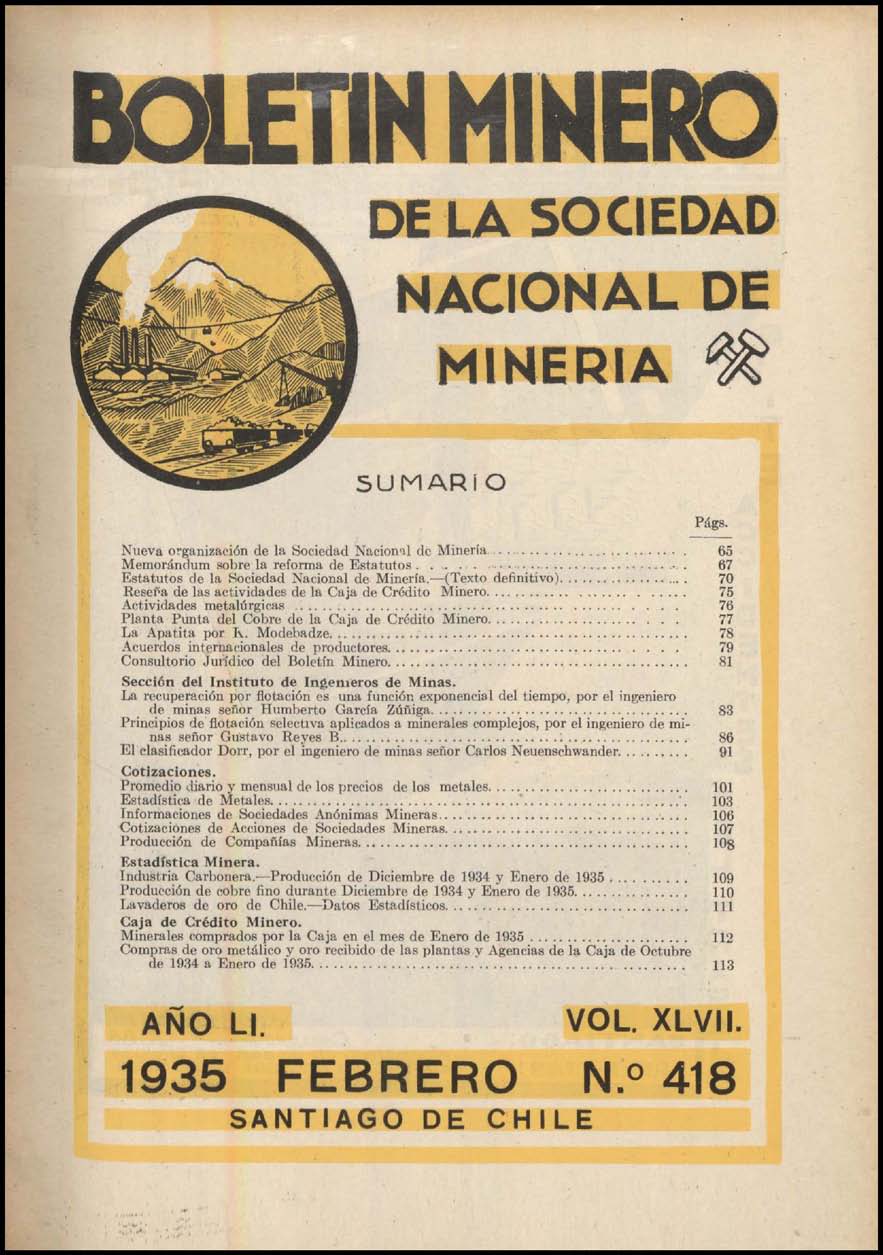 BOLETIN MINERO
DE LA SOCIEDAD
NACIONAL DE
MINERIA
SUMARIO
Págs.
Nueva organización de la Sociedad Nacional de Minería 65
Memorándum sobre la reforma de Estatutos 67
Estatutos de la Sociedad Nacional de Minería.—(Texto definitivo) 70
Reseña de las actividades de la Caja de Crédito Minero 75
Actividades metalúrgicas 76
Planta Punta del Cobre de la Caja de Crédito Minero 77
La Apatita por K. Modebadze 78
Acuerdos internacionales de productores 79
Consultorio Jurídico del Boletín Minero 81
Sección del Instituto de Ingenieros de Minas.
La recuperación por flotación es una función exponencial del tiempo, por el ingeniero
de minas señor Humberto García Zúñiga 83
Principios de flotación selectiva aplicados a minerales complejos, por el ingeniero de mi-
nas señor Gustavo Reyes B. 86
El clasificador Dorr, por el ingeniero de minas señor Carlos Neuenschwander 91
Cotizaciones.
Promedio diario y mensual de los precios de los metales 101
Estadística de Metales 103
Informaciones de Sociedades Anónimas Mineras 106
Cotizaciones de Acciones de Sociedades Mineras 107
Producción de Compañías Mineras 108
Estadística Minera.
Industria Carbonera.—Producción de Diciembre de 1934 y Enero de 1935 109
Producción de cobre fino durante Diciembre de 1934 y Enero de 1935 110
Lavaderos de oro de Chile.—Datos Estadísticos 111
Caja de Crédito Minero.
Minerales comprados por la Caja en el mes de Enero de 1935 112
Compras de oro metálico y oro recibido de las plantas y Agencias de la Caja de Octubre
de 1934 a Enero de 1935 113
AÑO LI. VOL. XLVII.
1935 FEBRERO N.º 418
SANTIAGO DE CHILE